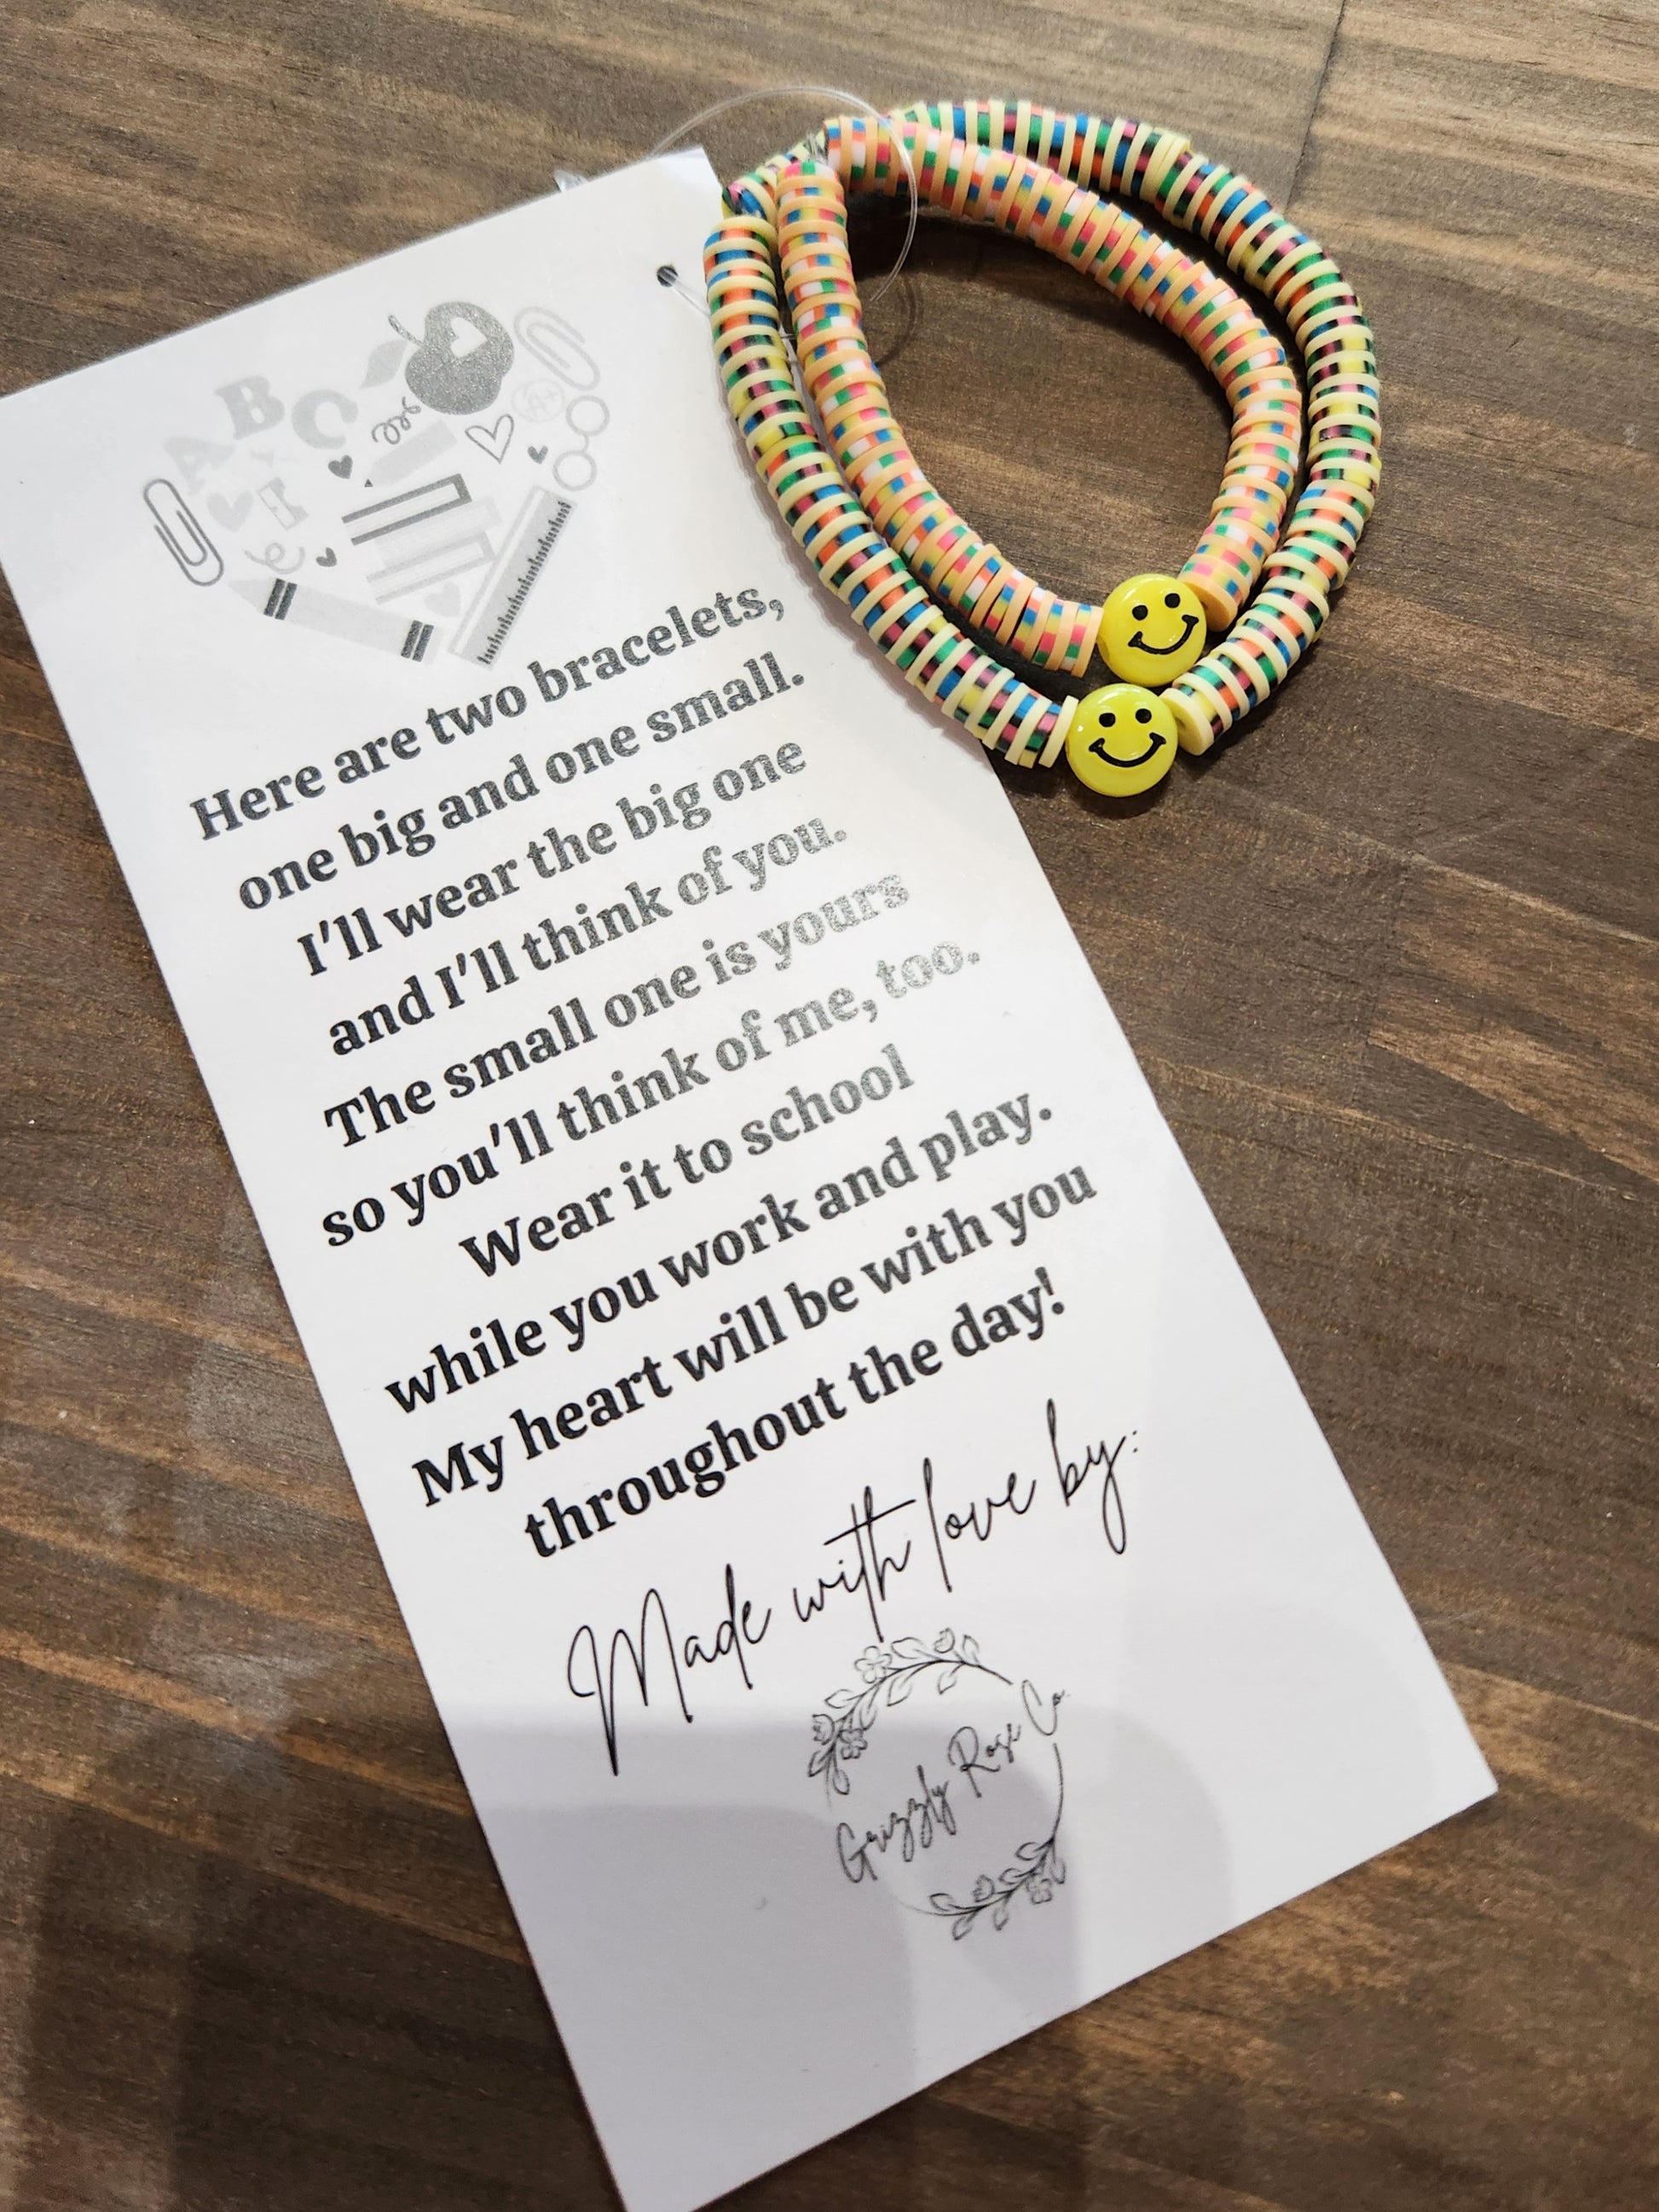 ABC
A+
Here are two bracelets,
one big and one small.
I'll wear the big one
and I'll think of you.
The small one is yours
so you'll think of me, too.
Wear it to school
while you work and play.
My heart will be with you
throughout the day!
Made with love by:
Grizzly Rose Co